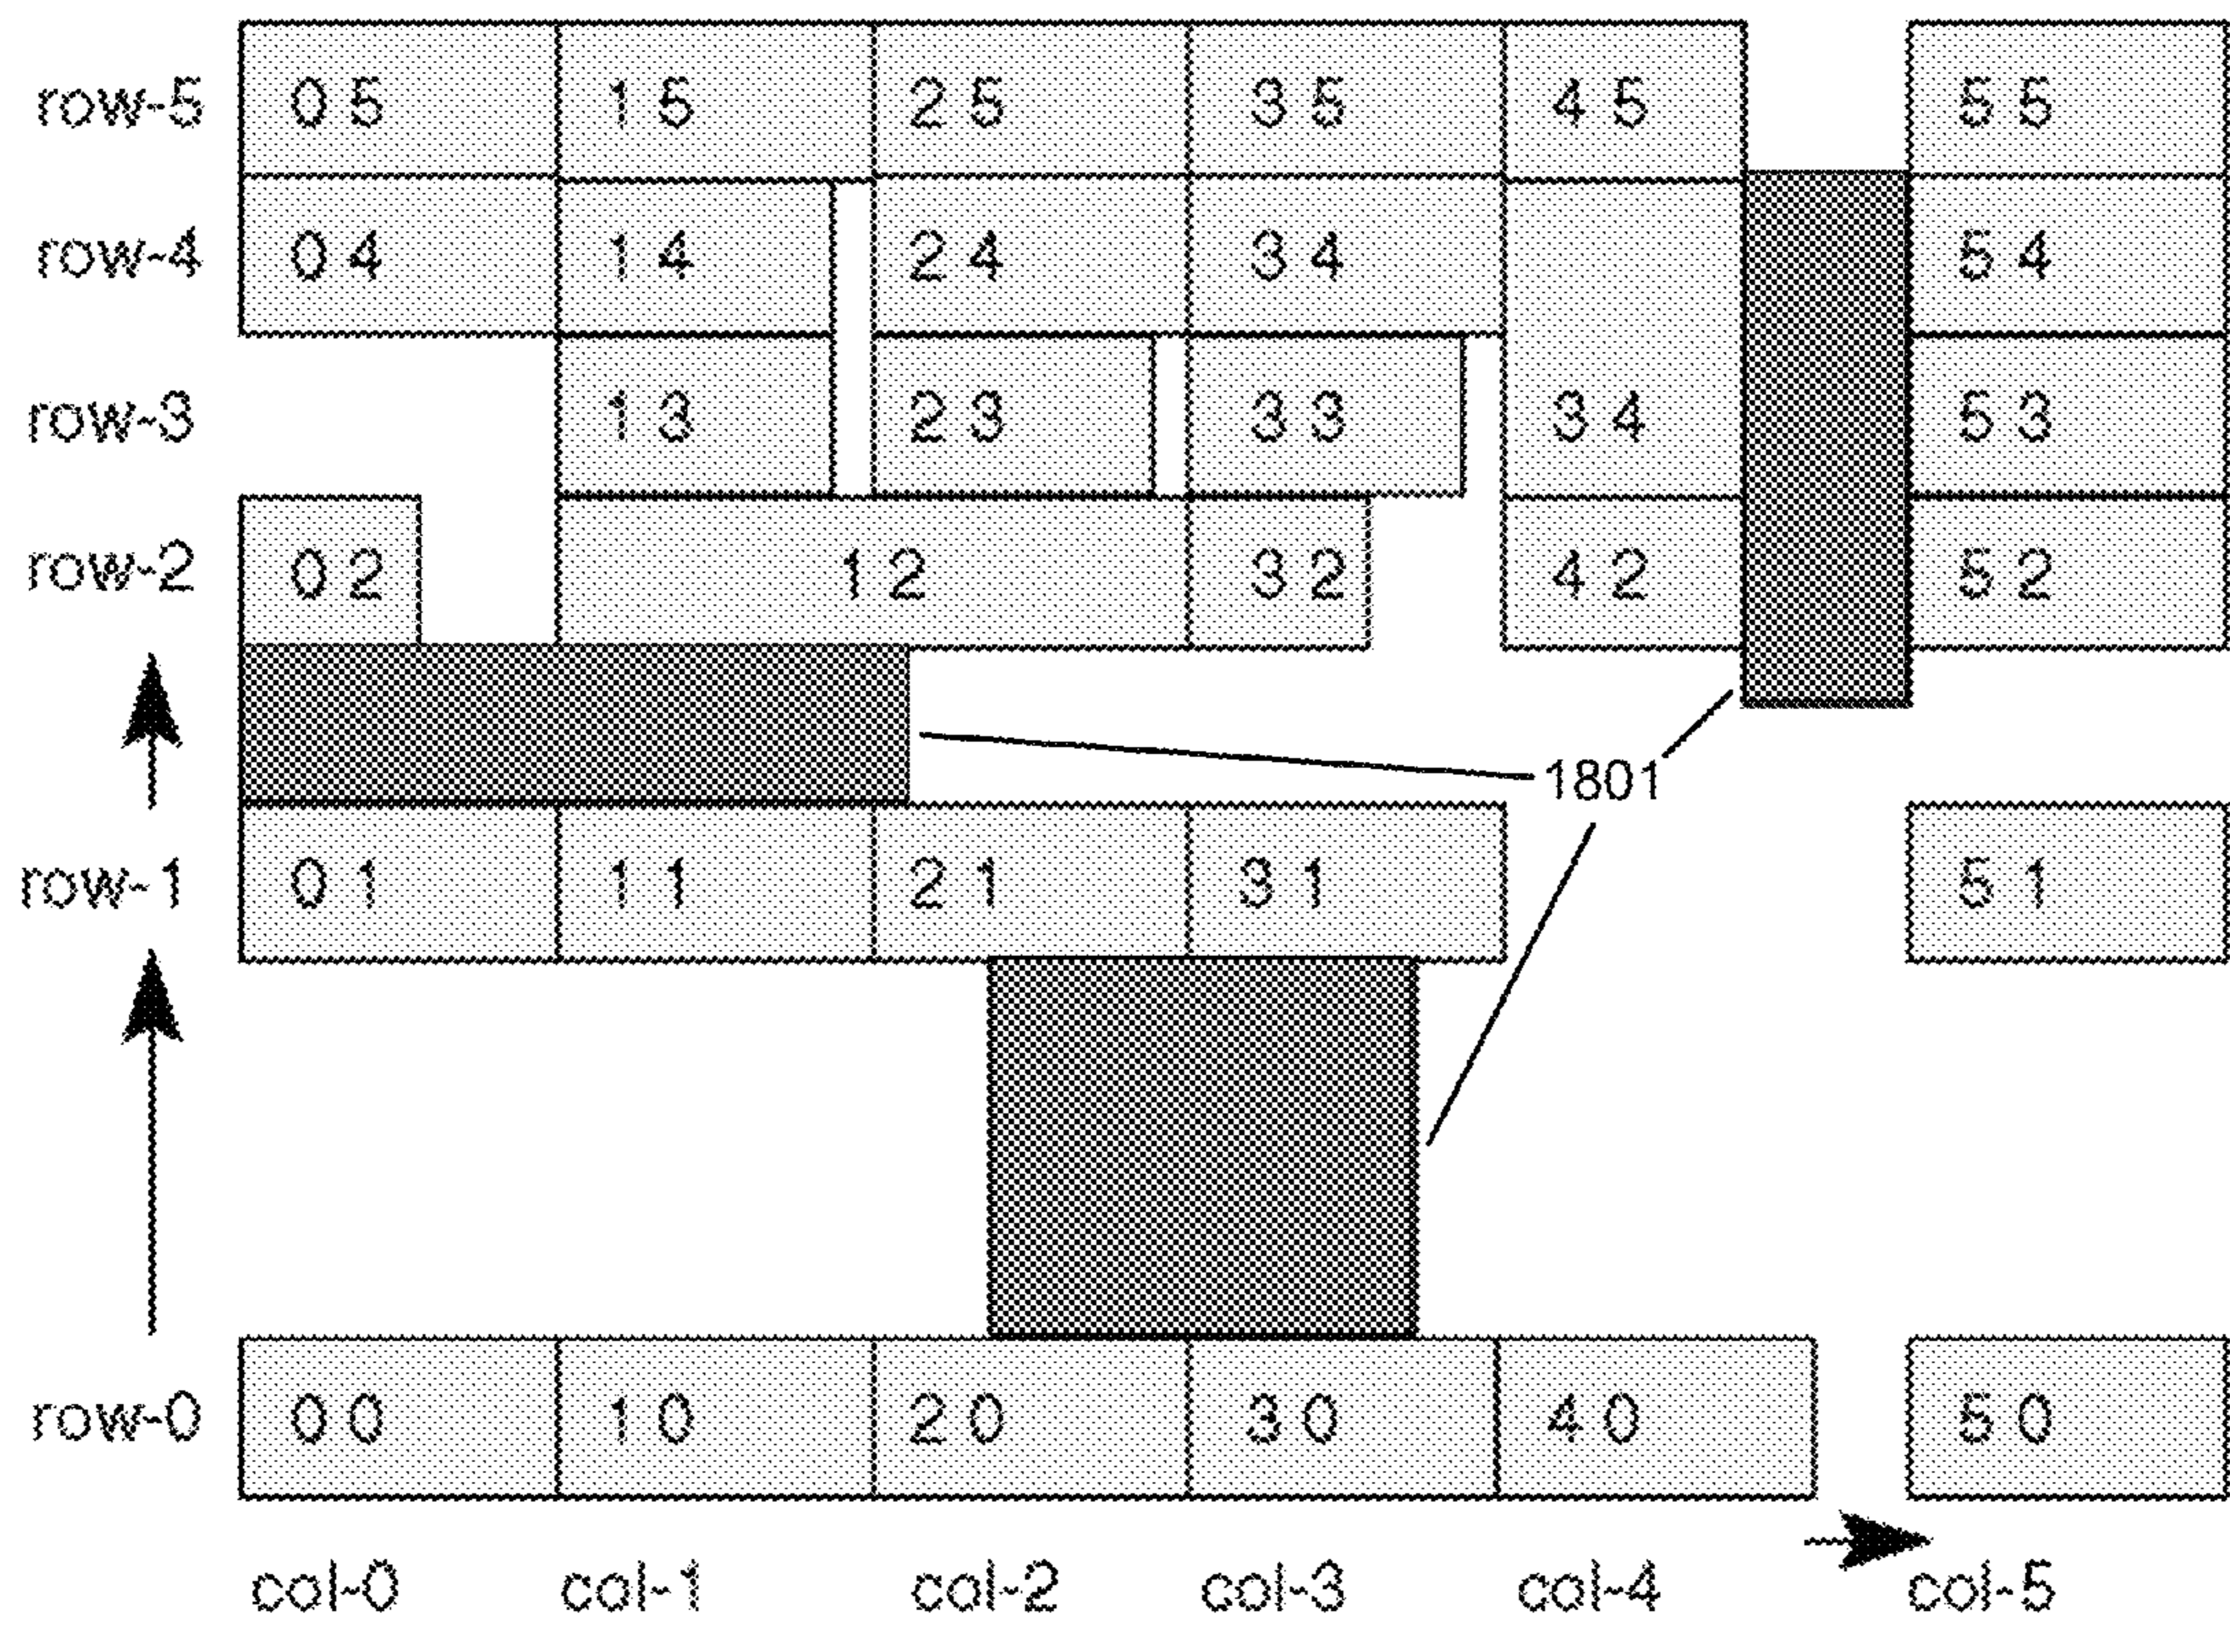 row-5 05 15 25 35 45 55
row-4 04 14 24 34 54
row-3 13 23 33 34 53
row-2 02 12 32 42 52
1801
row-1 01 11 21 31 51
row-0 00 10 20 30 40 50
col-0 col-1 col-2 col-3 col-4 col-5